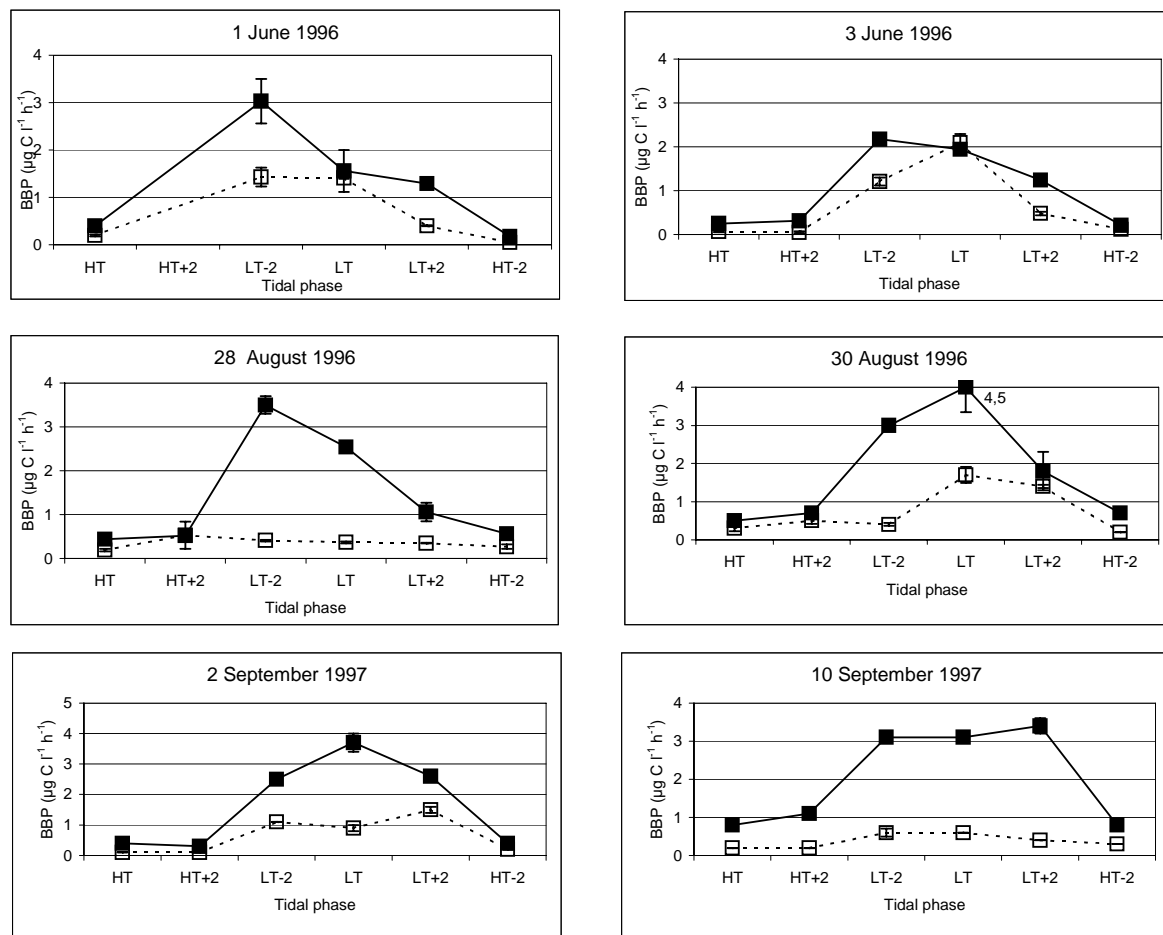 1 June 1996
BBP (µg C l-1 h-1)
4
3
2
1
0
HT HT+2 LT-2 LT LT+2 HT-2
Tidal phase
3 June 1996
BBP (µg C l-1 h-1)
4
3
2
1
0
HT HT+2 LT-2 LT LT+2 HT-2
Tidal phase
28 August 1996
BBP (µg C l-1 h-1)
4
3
2
1
0
HT HT+2 LT-2 LT LT+2 HT-2
Tidal phase
30 August 1996
BBP (µg C l-1 h-1)
4
3
2
1
0
4,5
HT HT+2 LT-2 LT LT+2 HT-2
Tidal phase
2 September 1997
BBP (µg C l-1 h-1)
5
4
3
2
1
0
HT HT+2 LT-2 LT LT+2 HT-2
Tidal phase
10 September 1997
BBP (µg C l-1 h-1)
4
3
2
1
0
HT HT+2 LT-2 LT LT+2 HT-2
Tidal phase